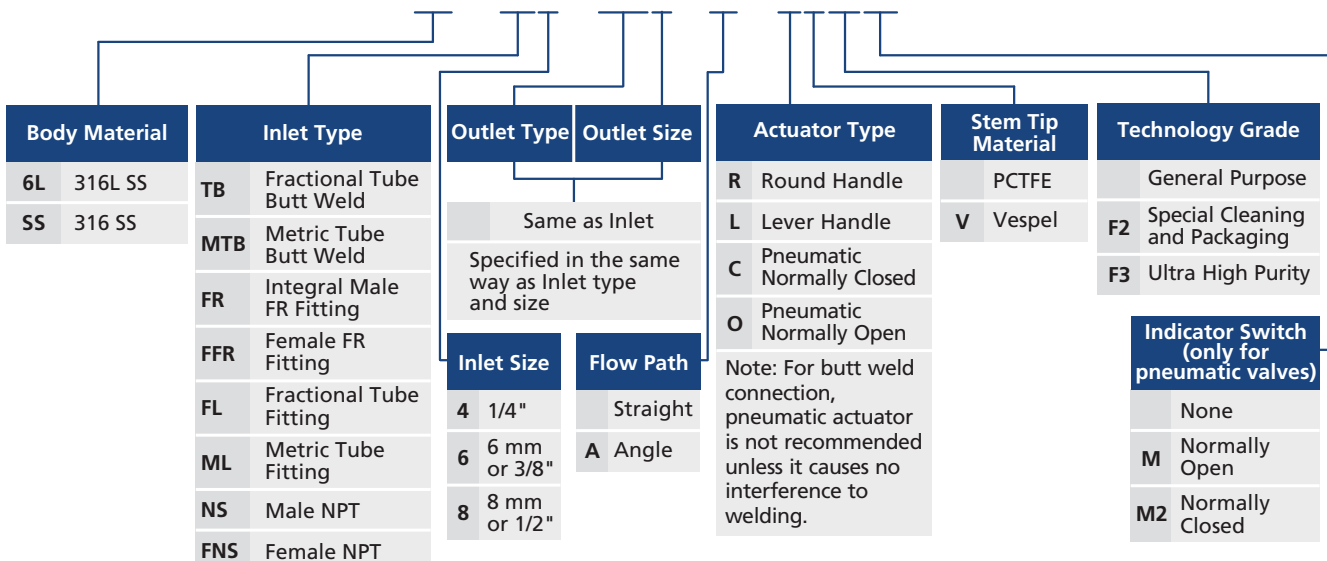 Body Material
6L 316L SS
SS 316 SS
Inlet Type
TB Fractional Tube
Butt Weld
MTB Metric Tube
Butt Weld
FR Integral Male
FR Fitting
FFR Female FR
Fitting
FL Fractional Tube
Fitting
ML Metric Tube
Fitting
NS Male NPT
FNS Female NPT
Outlet Type Outlet Size
Same as Inlet
Specified in the same
way as Inlet type
and size
Inlet Size
4 1/4"
6 6 mm
or 3/8"
8 8 mm
or 1/2"
Flow Path
Straight
A Angle
Actuator Type
R Round Handle
L Lever Handle
C Pneumatic
Normally Closed
O Pneumatic
Normally Open
Note: For butt weld
connection,
pneumatic actuator
is not recommended
unless it causes no
interference to
welding.
Stem Tip
Material
PCTFE
V Vespel
Technology Grade
General Purpose
F2 Special Cleaning
and Packaging
F3 Ultra High Purity
Indicator Switch
(only for
pneumatic valves)
None
M Normally
Open
M2 Normally
Closed